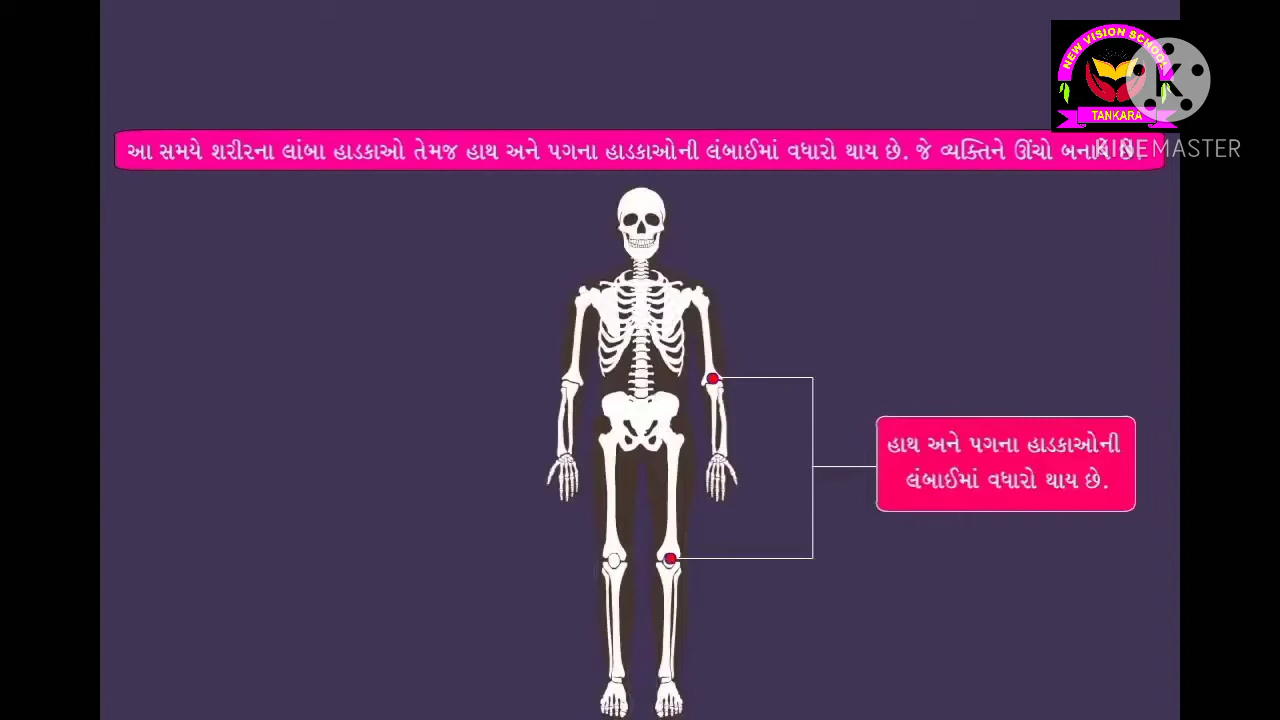 NEW VISION SCHOOL
TANKARA
K
KINEMASTER
આ સમયે શરીરના લાંબા હાડકાઓ તેમજ હાથ અને પગના હાડકાઓની લંબાઈમાં વધારો થાય છે. જે વ્યક્તિને ઊંચો બનાવે છે.
હાથ અને પગના હાડકાઓની
લંબાઈમાં વધારો થાય છે.